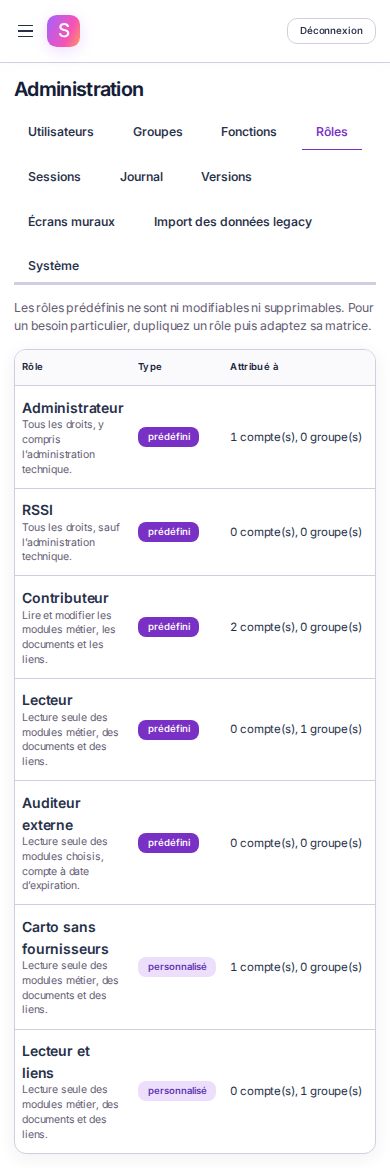 S
Déconnexion
Administration
Utilisateurs Groupes Fonctions Rôles
Sessions Journal Versions
Écrans muraux Import des données legacy
Système
Les rôles prédéfinis ne sont ni modifiables ni supprimables. Pour
un besoin particulier, dupliquez un rôle puis adaptez sa matrice.
Rôle Type Attribué à
Administrateur
Tous les droits, y
compris
l'administration
technique.
prédéfini
1 compte(s), 0 groupe(s)
RSSI
Tous les droits, sauf
l'administration
technique.
prédéfini
0 compte(s), 0 groupe(s)
Contributeur
Lire et modifier les
modules métier, les
documents et les
liens.
prédéfini
2 compte(s), 0 groupe(s)
Lecteur
Lecture seule des
modules métier, des
documents et des
liens.
prédéfini
0 compte(s), 1 groupe(s)
Auditeur
externe
Lecture seule des
modules choisis,
compte à date
d'expiration.
prédéfini
0 compte(s), 0 groupe(s)
Carto sans
fournisseurs
Lecture seule des
modules métier, des
documents et des
liens.
personnalisé
1 compte(s), 0 groupe(s)
Lecteur et
liens
Lecture seule des
modules métier, des
documents et des
liens.
personnalisé
0 compte(s), 1 groupe(s)